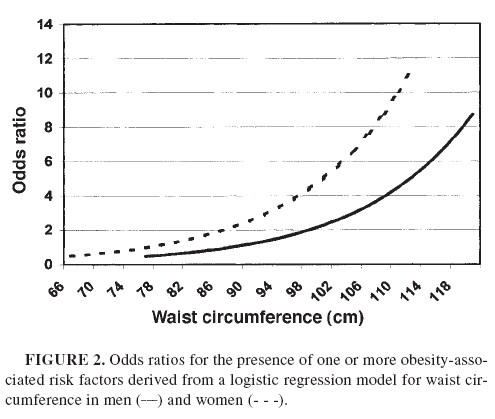 14
12
10
8
6
4
2
0
Odds ratio
66 70 74 78 82 86 90 94 98 102 106 110 114 118
Waist circumference (cm)
FIGURE 2. Odds ratios for the presence of one or more obesity-asso-
ciated risk factors derived from a logistic regression model for waist cir-
cumference in men (—) and women (- - -).